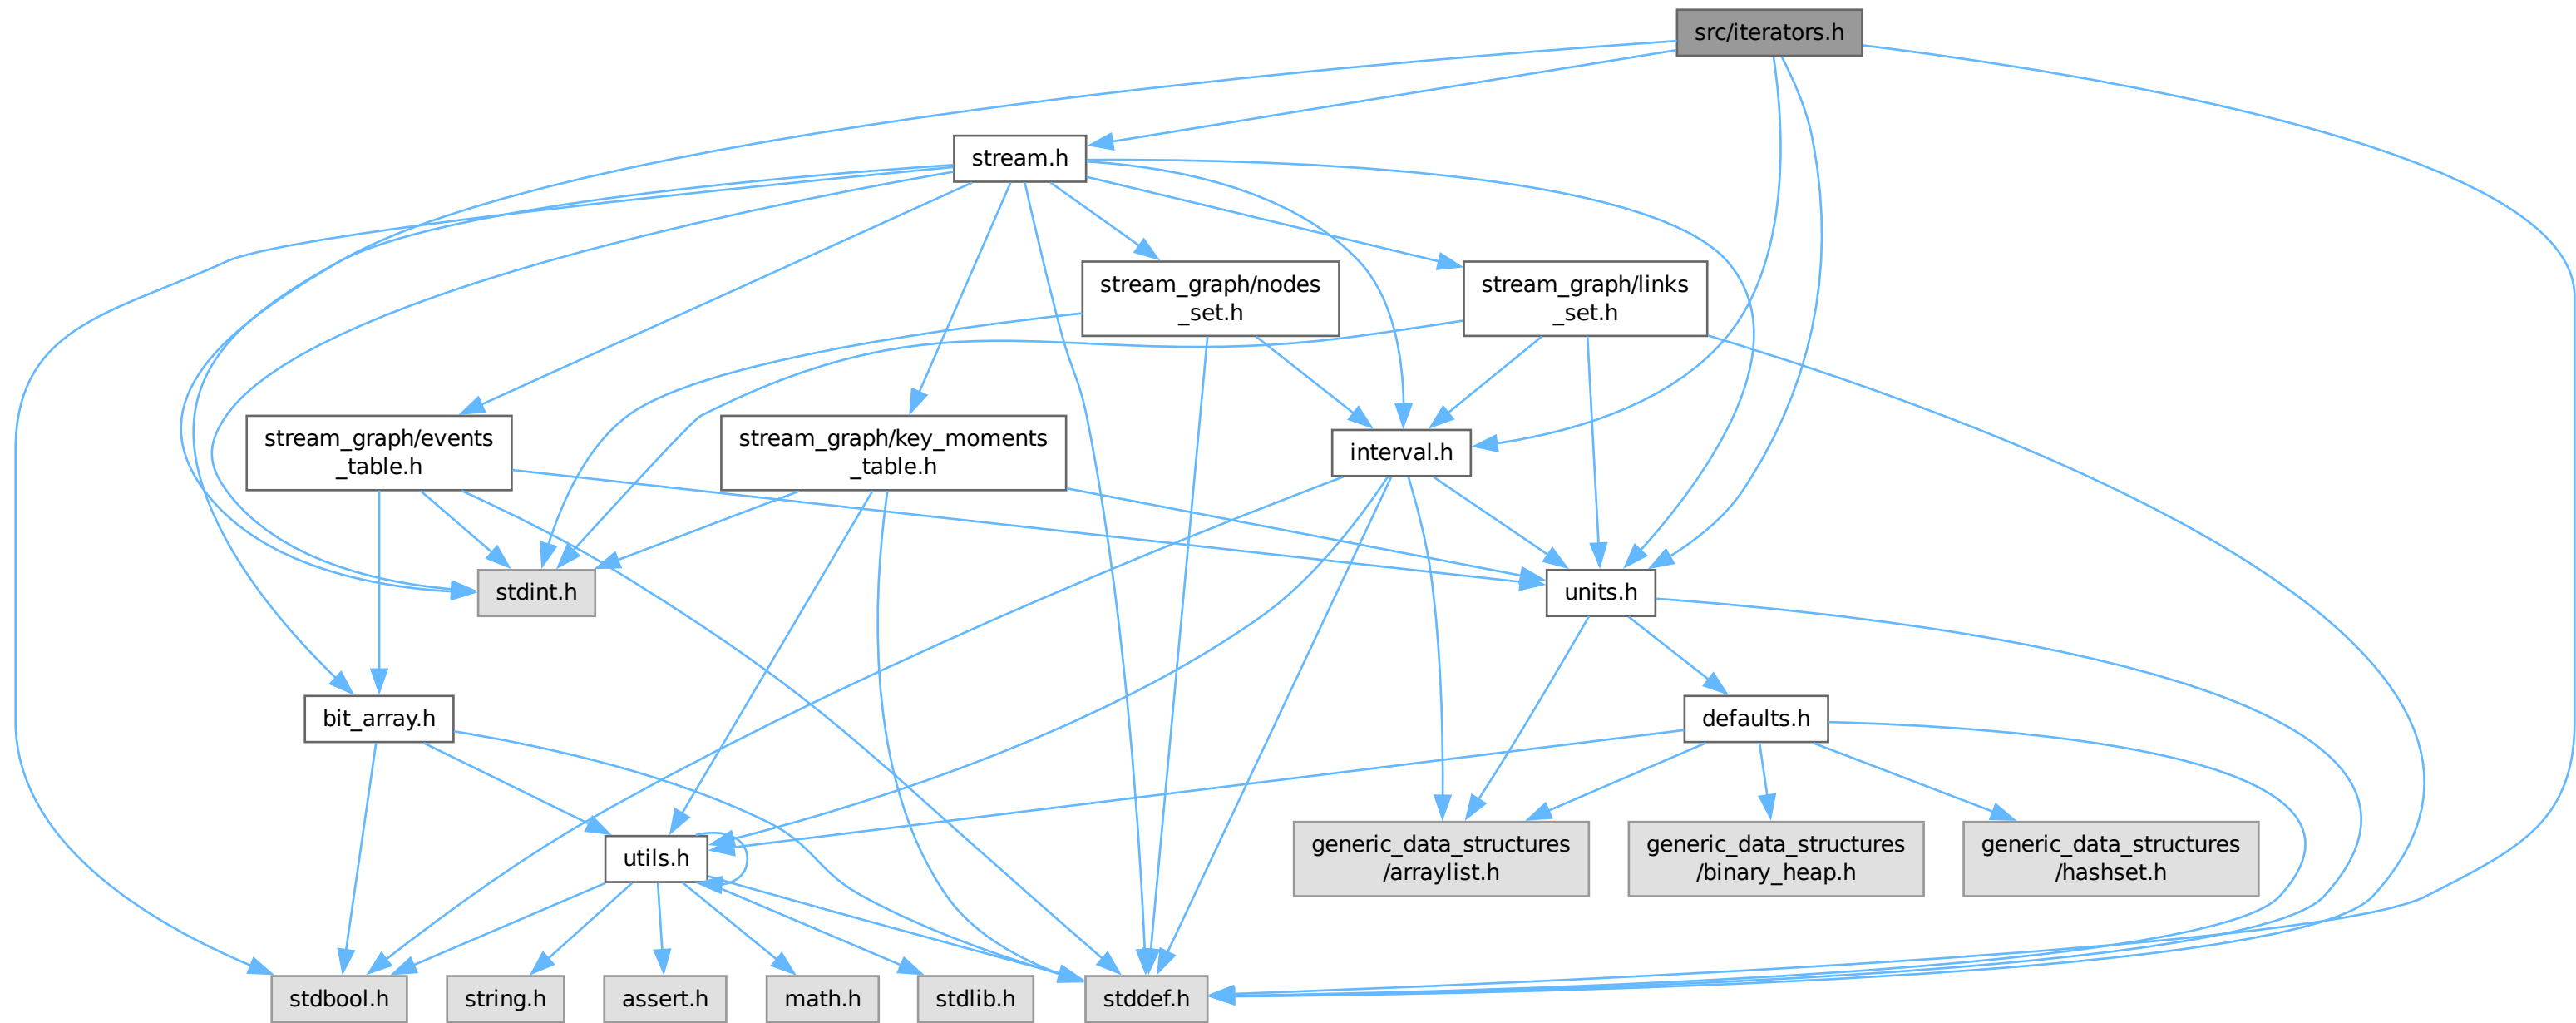 src/iterators.h
stream.h
stream_graph/nodes
_set.h
stream_graph/links
_set.h
stream_graph/events
_table.h
stream_graph/key_moments
_table.h
interval.h
stdint.h
units.h
bit_array.h
defaults.h
utils.h
generic_data_structures
/arraylist.h
generic_data_structures
/binary_heap.h
generic_data_structures
/hashset.h
stdbool.h
string.h
assert.h
math.h
stdlib.h
stddef.h